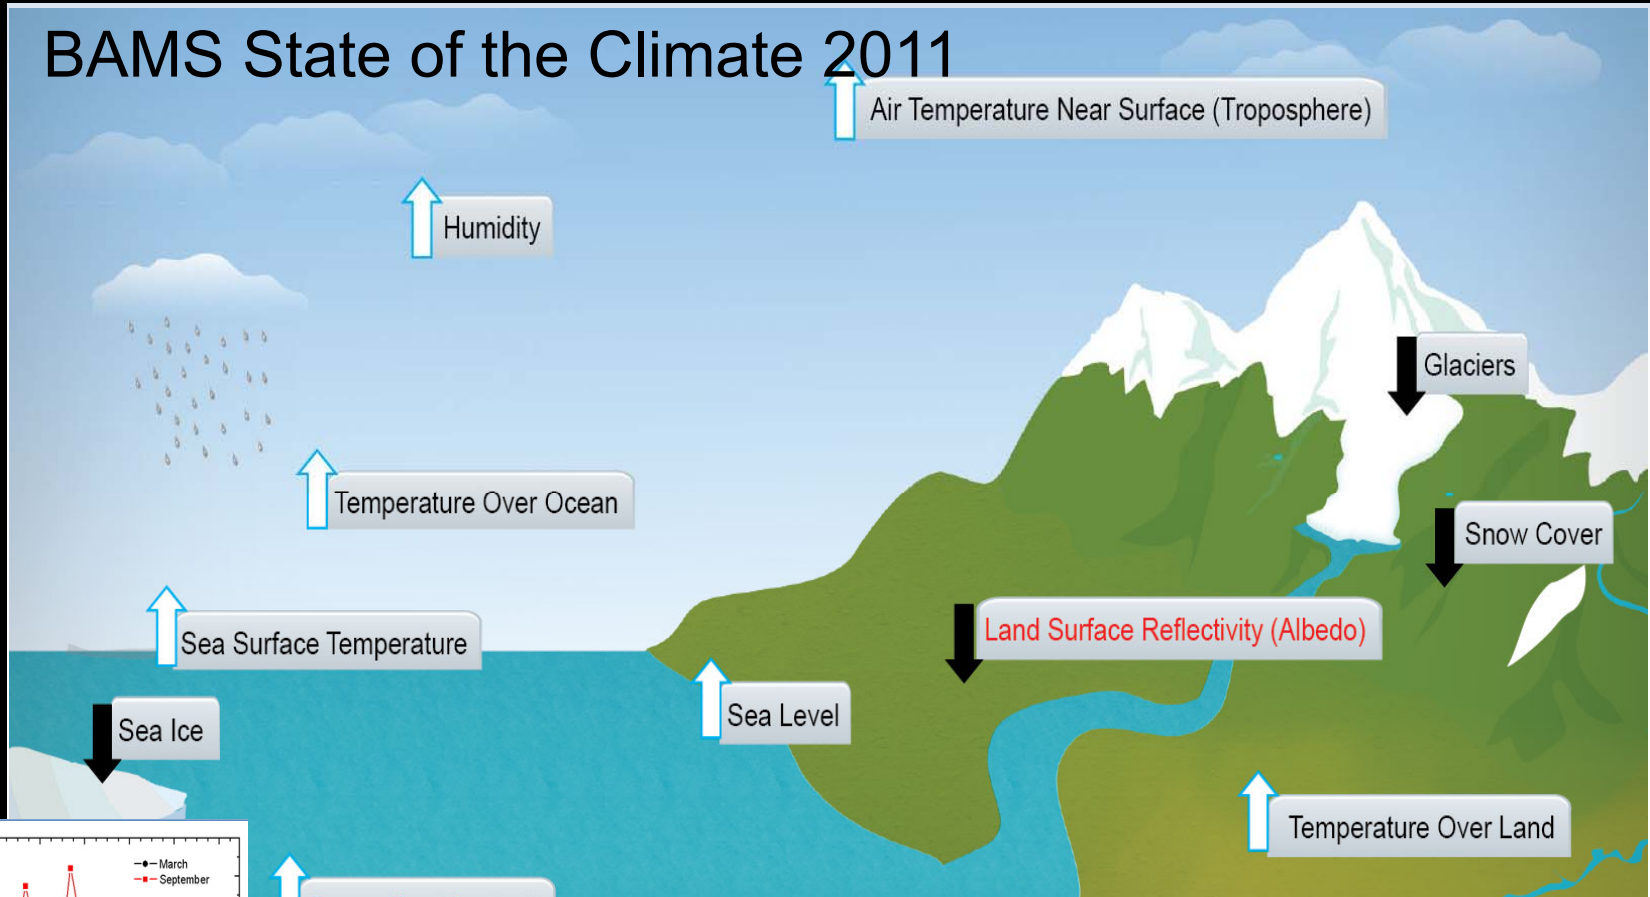 BAMS State of the Climate 2011
Air Temperature Near Surface (Troposphere)
Humidity
Glaciers
Temperature Over Ocean
Snow Cover
Land Surface Reflectivity (Albedo)
Sea Surface Temperature
Sea Level
Sea Ice
Temperature Over Land
March
September